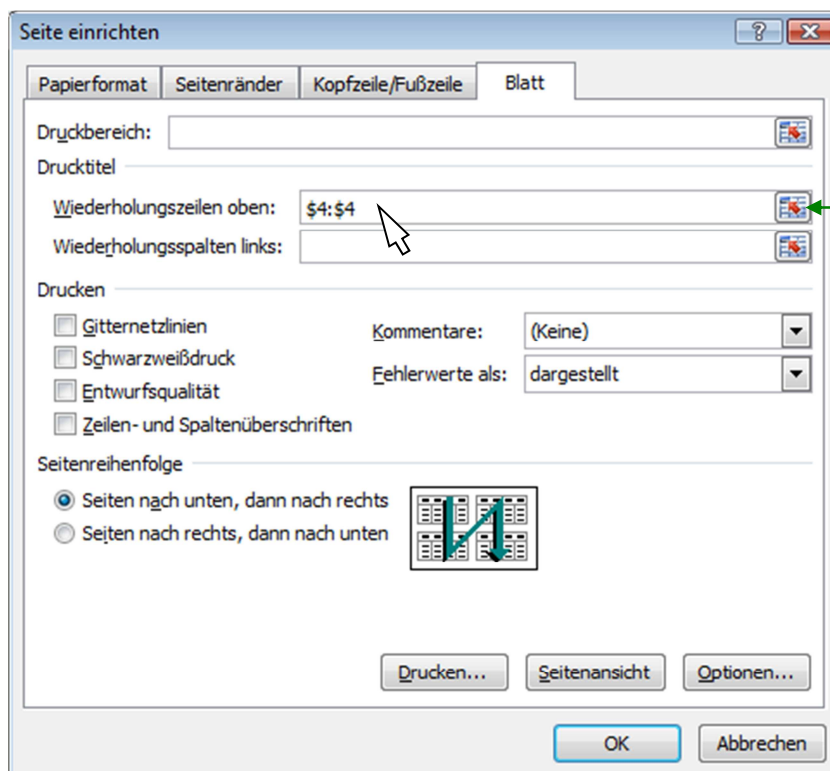 Seite einrichten
Papierformat Seitenränder Kopfzeile/Fußzeile Blatt
Druckbereich:
Drucktitel
Wiederholungszeilen oben: $4:$4
Wiederholungsspalten links:
Drucken
Gitternetzlinien Kommentare: (Keine)
Schwarzweißdruck
Fehlerwerte als: dargestellt
Entwurfsqualität
Zeilen- und Spaltenüberschriften
Seitenreihenfolge
Seiten nach unten, dann nach rechts
Seiten nach rechts, dann nach unten
Drucken... Seitenansicht Optionen...
OK Abbrechen